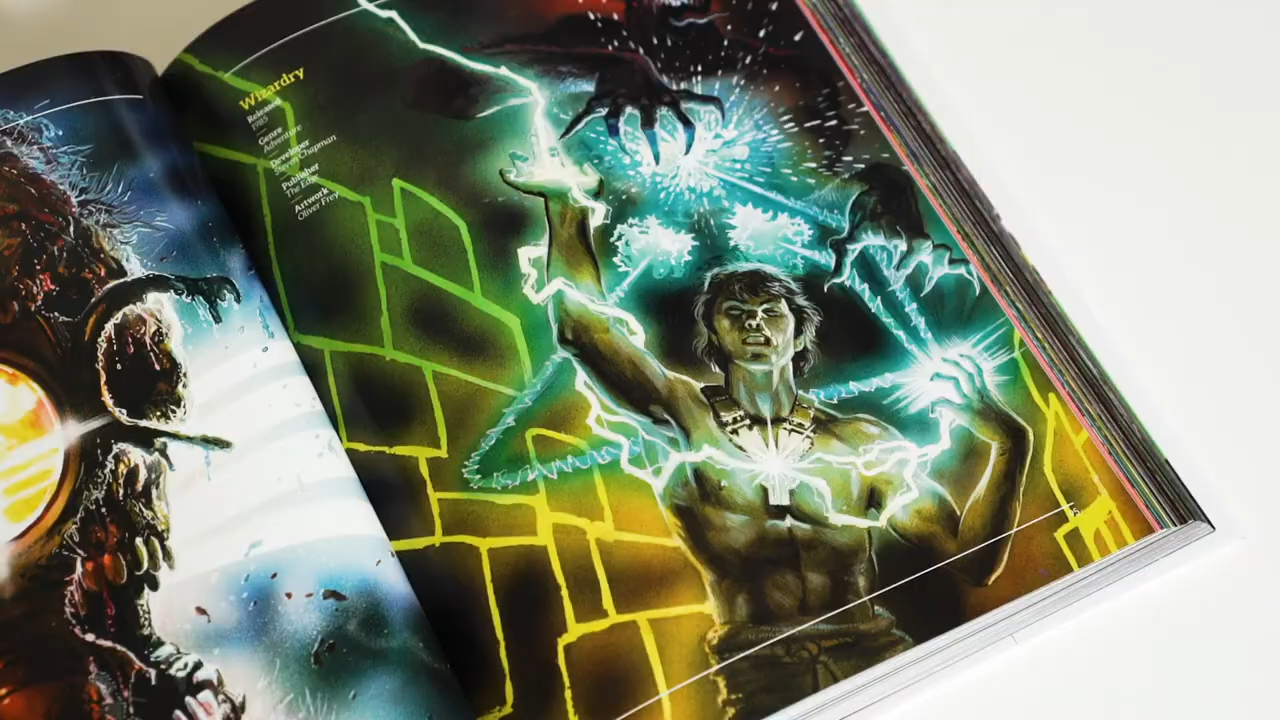 Wizardry
Released
1985
Genre
Adventure
Developer
Steven Chapman
Publisher
The Edge
Artwork
Oliver Frey